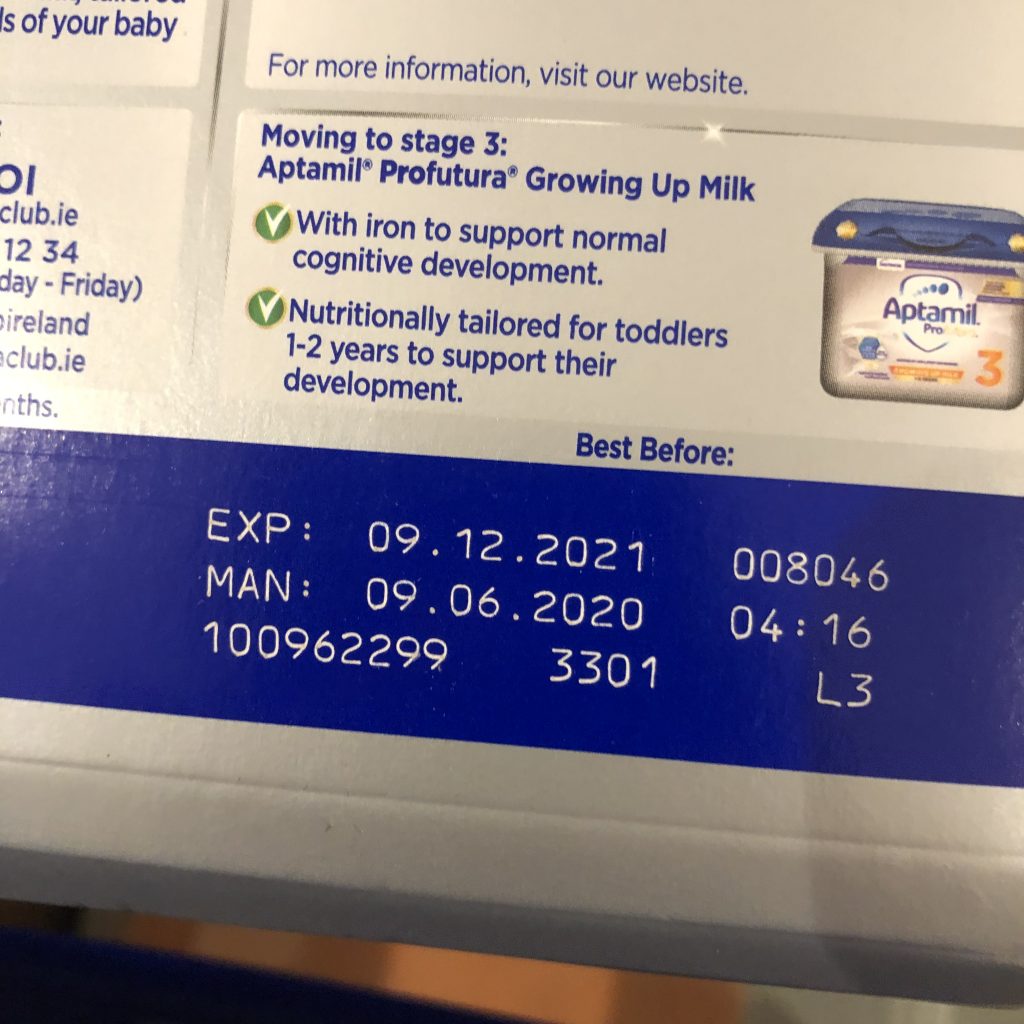 ls of your baby
For more information, visit our website.
Moving to stage 3:
Aptamil® Profutura® Growing Up Milk
With iron to support normal
cognitive development.
Nutritionally tailored for toddlers
1-2 years to support their
development.
club.ie
12 34
day - Friday)
ireland
club.ie
nths.
Aptamil
Pro
3
Best Before:
EXP: 09.12.2021 008046
MAN: 09.06.2020 04:16
100962299 3301 L3